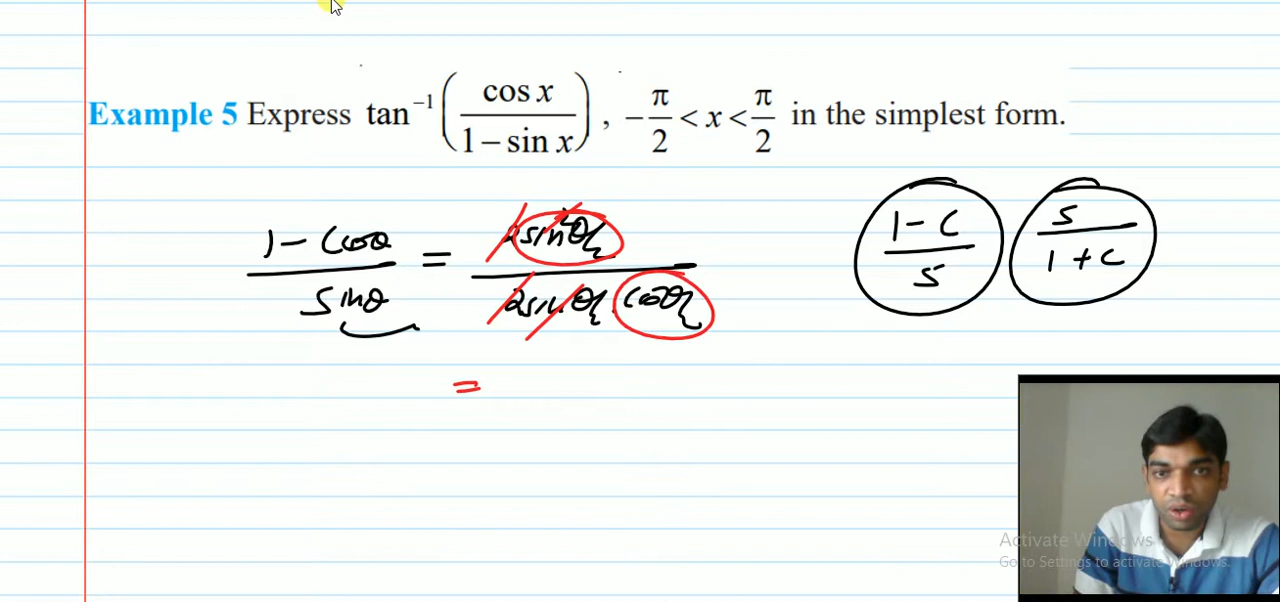 Example 5 Express tan⁻¹ (cos x / 1 − sin x), −π/2 < x < π/2 in the simplest form.
1 − cosθ / sinθ = 2sin²θ/2 / 2sinθ/2 · cosθ/2
1 − C / S
S / 1 + C
=
Activate Windows
Go to Settings to activate Windows.